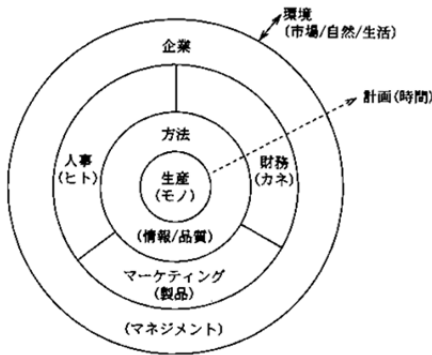 環境
(市場/自然/生活)
企業
計画(時間)
方法
人事
(ヒト)
財務
(カネ)
生産
(モノ)
(情報/品質)
マーケティング
(製品)
(マネジメント)